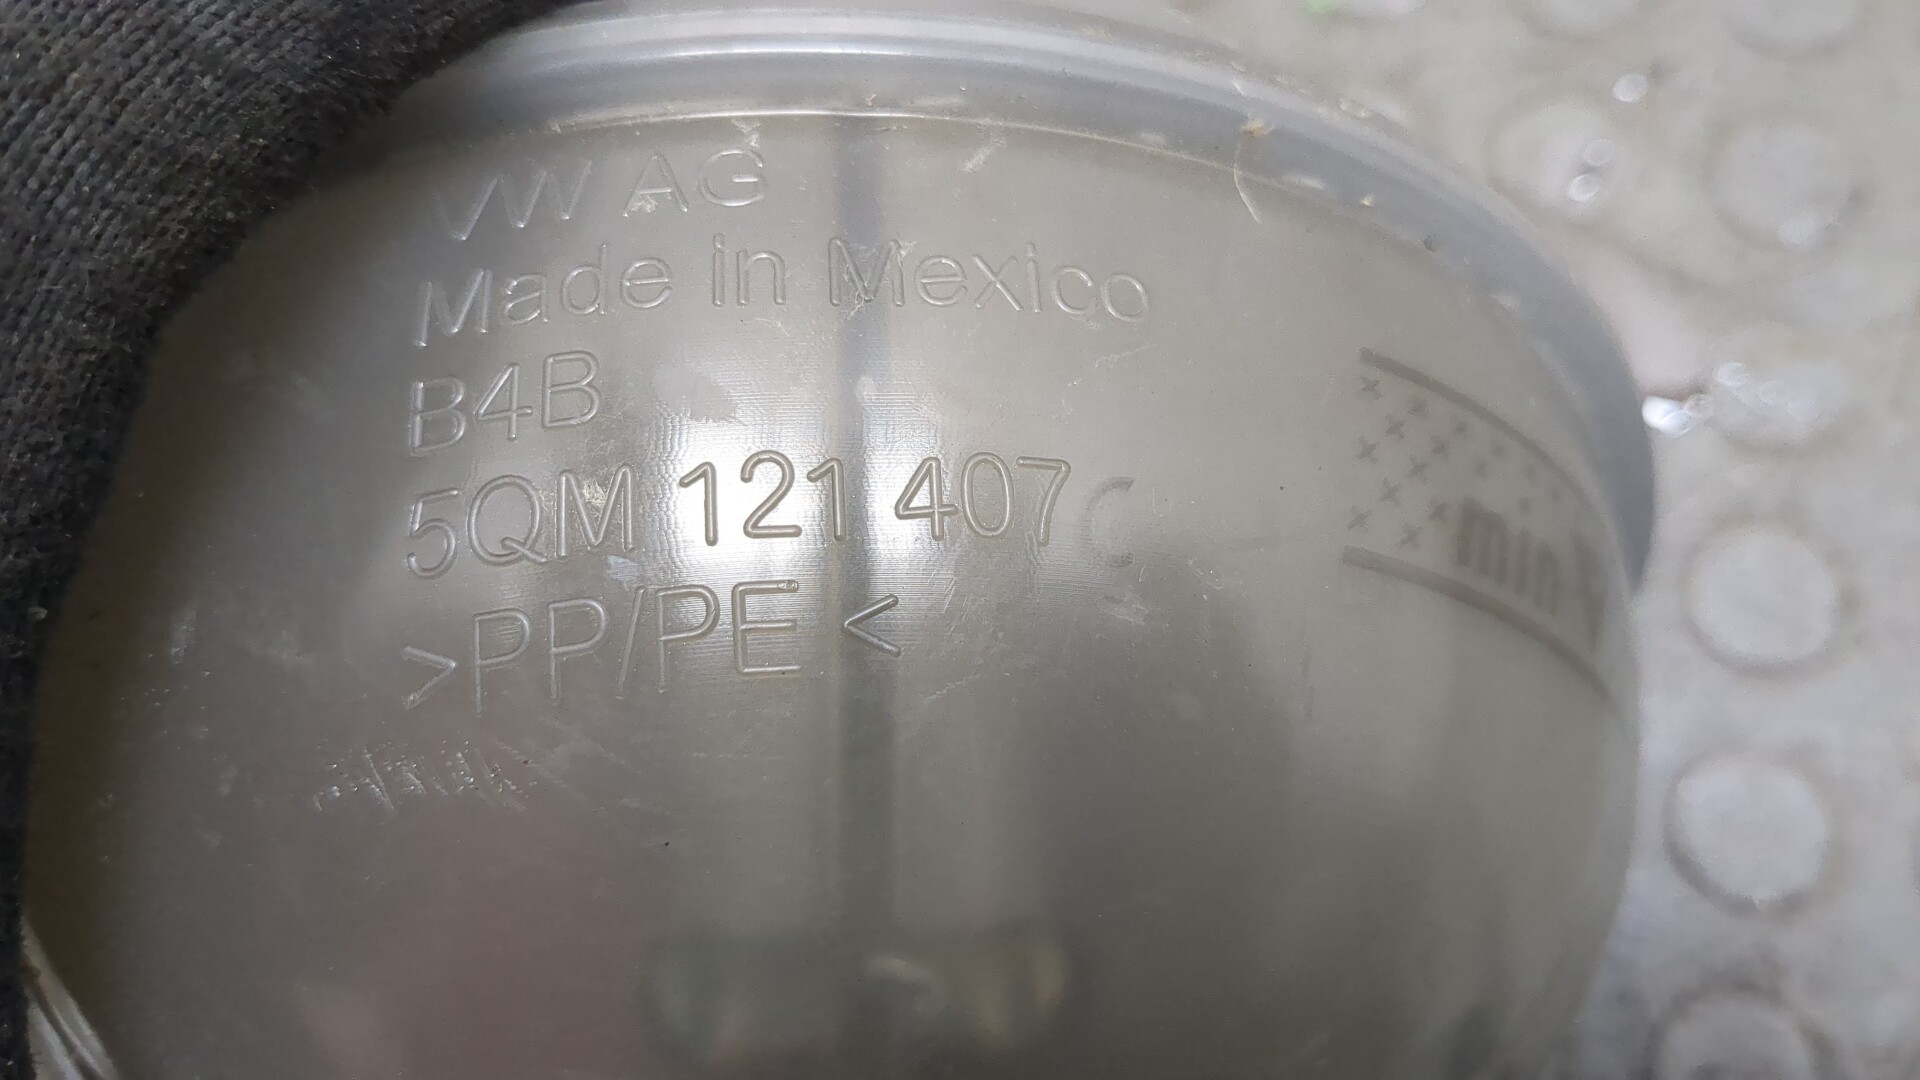 VW AG
Made in Mexico
B4B
5QM 121 407 C
>PP/PE<
min